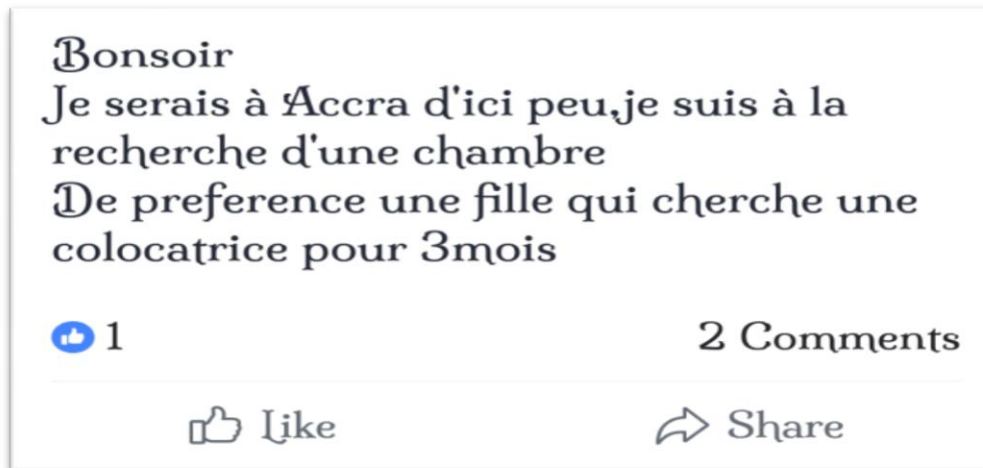 Bonsoir
Je serais à Accra d'ici peu,je suis à la
recherche d'une chambre
De preference une fille qui cherche une
colocatrice pour 3mois
1 2 Comments
Like Share